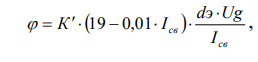 φ = K′·(19 – 0,01·Iсв)·dэ·Ug / Iсв ,